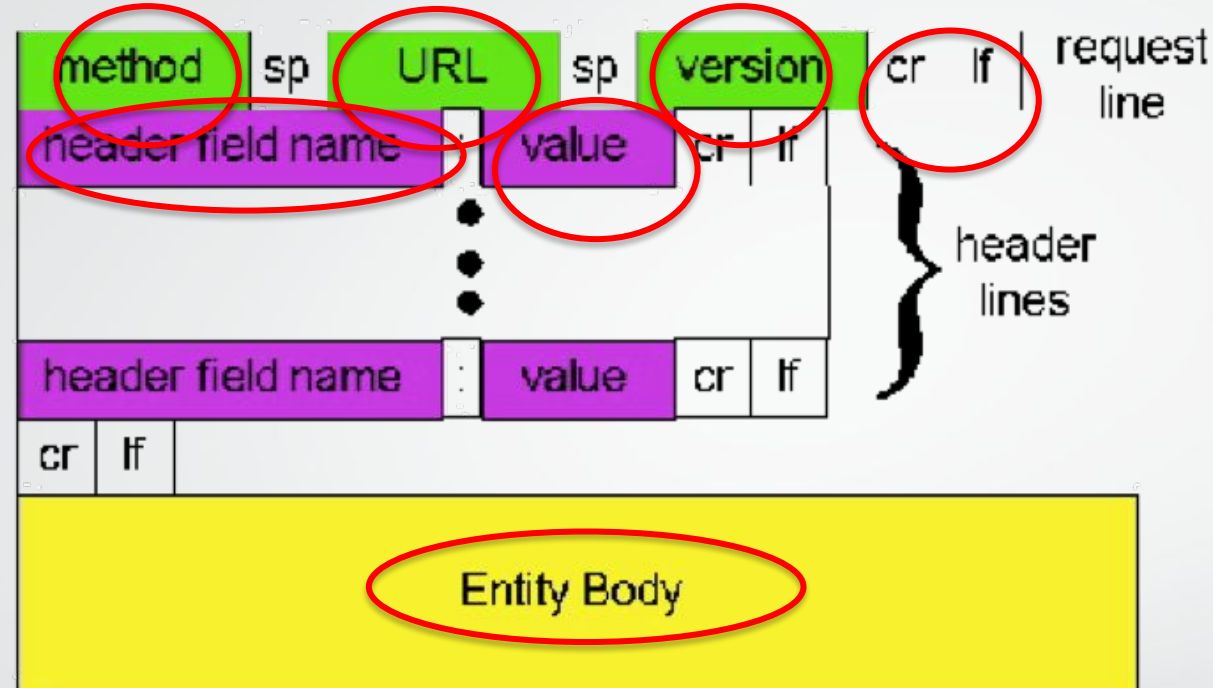 method sp URL sp version cr lf request line
header field name : value cr lf
header lines
header field name : value cr lf
cr lf
Entity Body